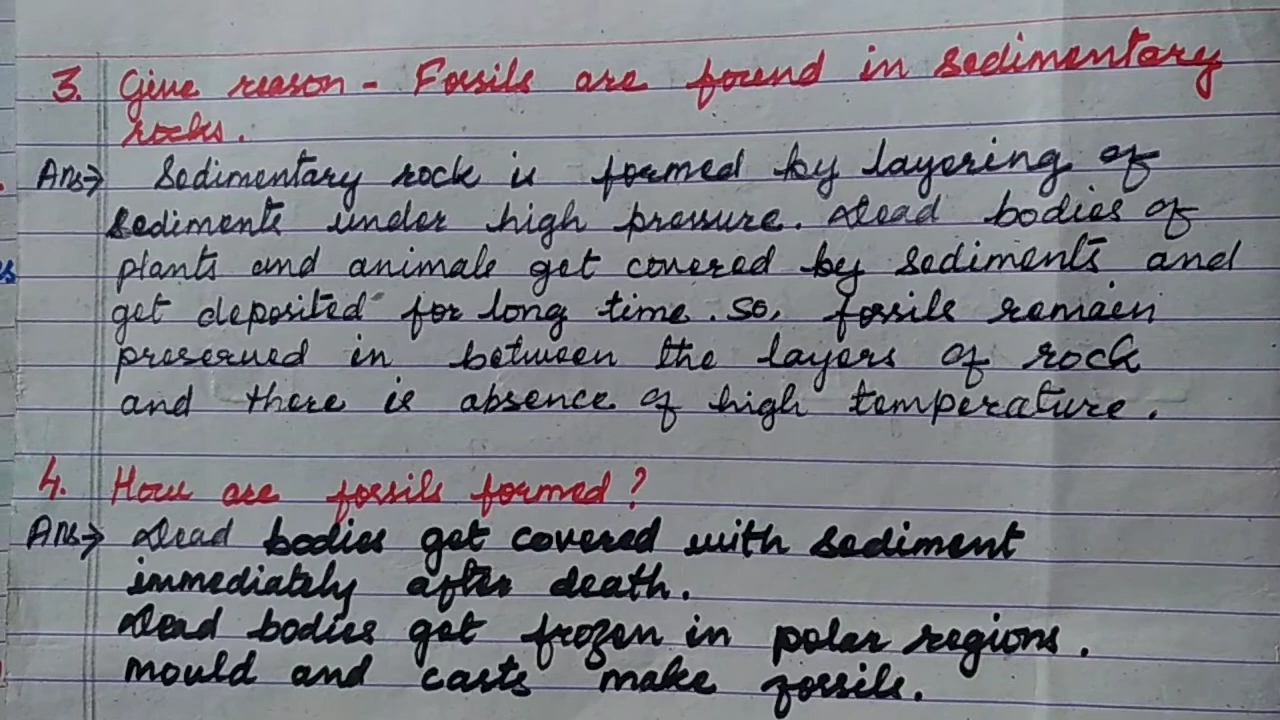 3. Give reason - Fossils are found in sedimentary
rocks.
Ans→ Sedimentary rock is formed by layering of
sediments under high pressure. Dead bodies of
plants and animals get covered by sediments and
get deposited for long time. So, fossils remain
preserved in between the layers of rock
and there is absence of high temperature.
4. How are fossils formed?
Ans→ Dead bodies get covered with sediment
immediately after death.
Dead bodies get frozen in polar regions.
mould and casts make fossils.